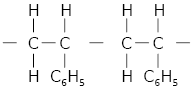 H H H H
— C — C — C — C —
H C₆H₅ H C₆H₅